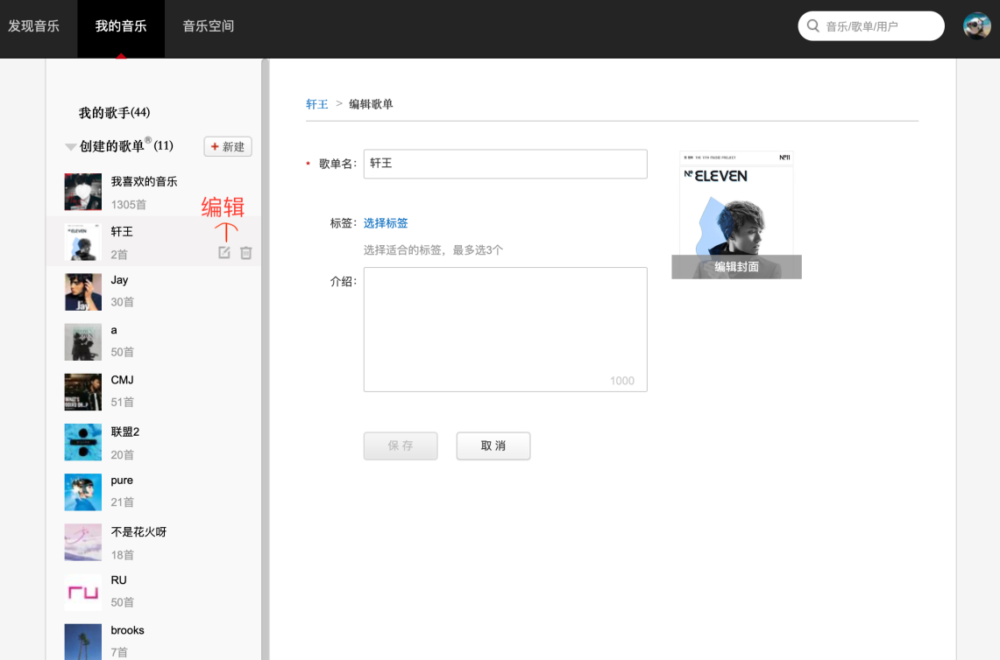 发现音乐
我的音乐
音乐空间
音乐/歌单/用户
我的歌手(44)
创建的歌单®(11)
+ 新建
我喜欢的音乐
1305首
编辑
轩王
2首
Jay
30首
a
50首
CMJ
51首
联盟2
20首
pure
21首
不是花火呀
18首
RU
50首
brooks
7首
轩王 > 编辑歌单
* 歌单名：
轩王
标签：
选择标签
选择适合的标签，最多选3个
介绍：
1000
保 存
取 消
THE 11TH MUSIC PROJECT
Nº11
Nº ELEVEN
编辑封面